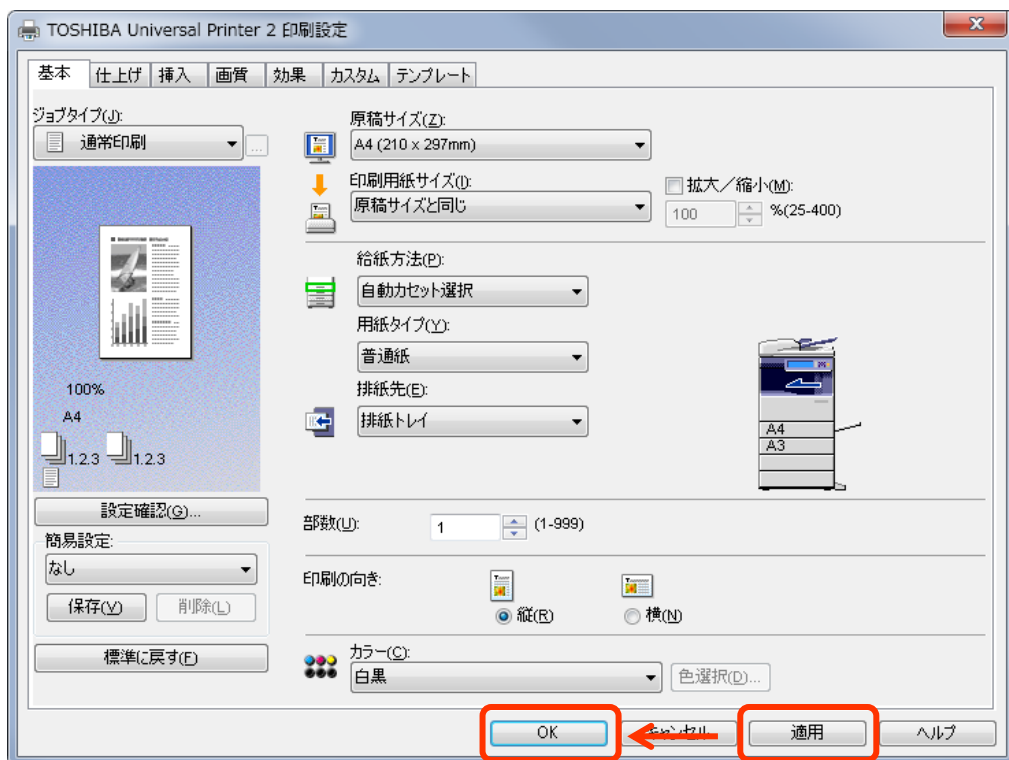 TOSHIBA Universal Printer 2 印刷設定
基本 仕上げ 挿入 画質 効果 カスタム テンプレート
ジョブタイプ(J):
通常印刷
...
原稿サイズ(Z):
A4 (210 x 297mm)
印刷用紙サイズ(I):
原稿サイズと同じ
拡大／縮小(M):
100 %(25-400)
給紙方法(P):
自動カセット選択
用紙タイプ(Y):
普通紙
排紙先(E):
排紙トレイ
A4
A3
100%
A4
1.2.3 1.2.3
設定確認(G)...
簡易設定:
なし
保存(V) 削除(L)
標準に戻す(F)
部数(U): 1 (1-999)
印刷の向き:
縦(R) 横(N)
カラー(C):
白黒
色選択(D)...
OK キャンセル 適用 ヘルプ